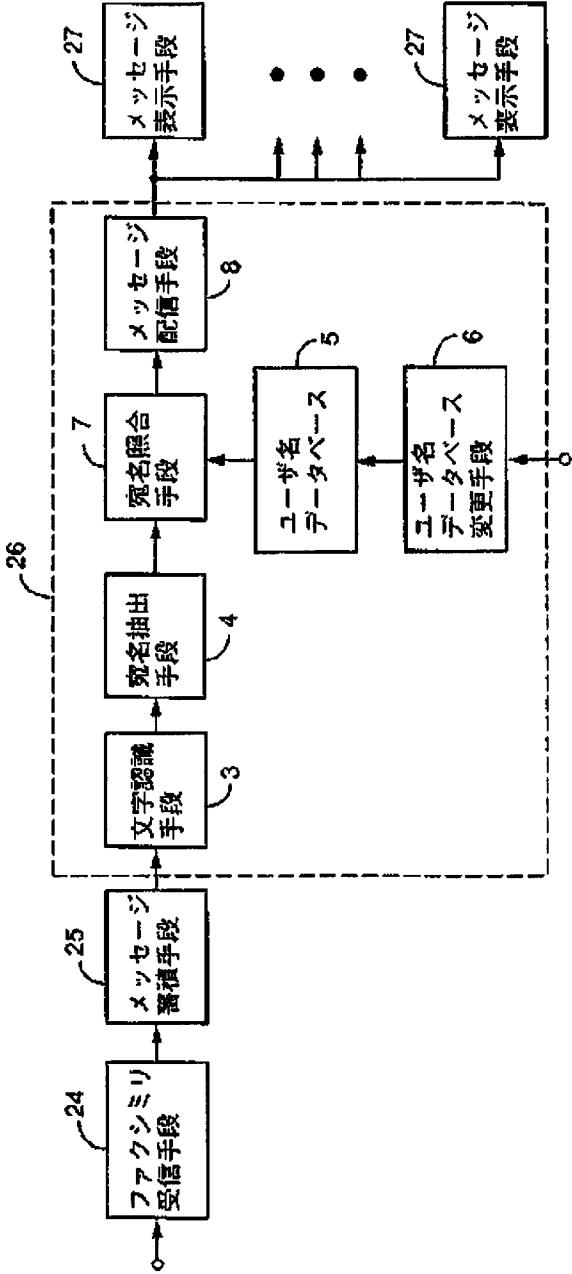 24
ファクシミリ
受信手段
25
メッセージ
蓄積手段
26
文字認識
手段
3
宛名抽出
手段
4
7
宛名照合
手段
メッセージ
配信手段
8
ユーザ名
データベース
5
ユーザ名
データベース
変更手段
6
27
メッセージ
表示手段
27
メッセージ
表示手段